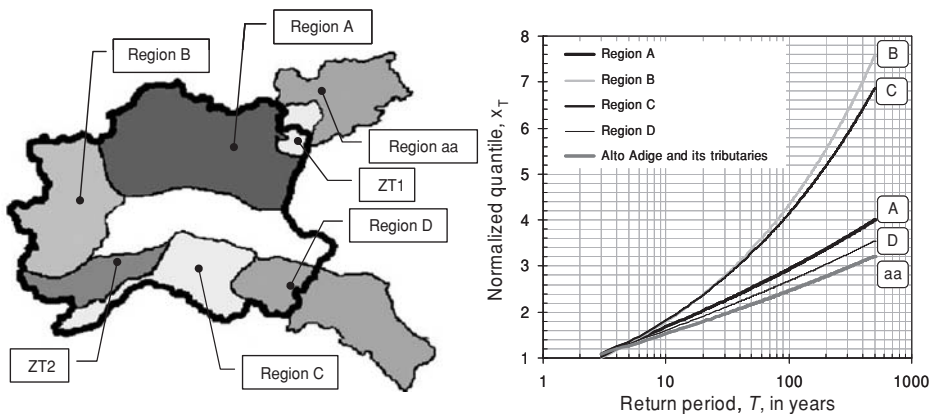 Region A
Region B
Region aa
ZT1
Region D
ZT2
Region C
Normalized quantile, x_T
8
7
6
5
4
3
2
1
Region A
Region B
Region C
Region D
Alto Adige and its tributaries
B
C
A
D
aa
1
10
100
1000
Return period, T, in years